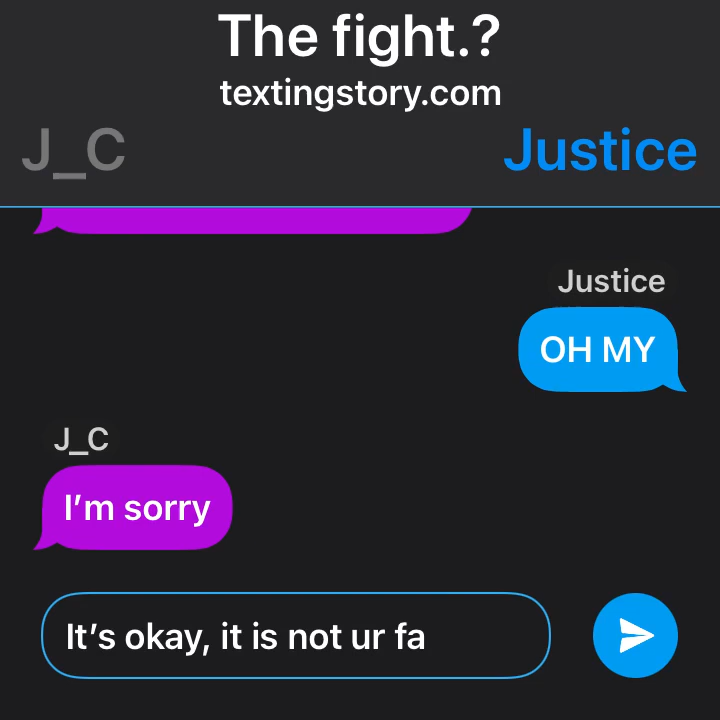 The fight.?
textingstory.com
J_C
Justice
Justice
OH MY
J_C
I’m sorry
It’s okay, it is not ur fa